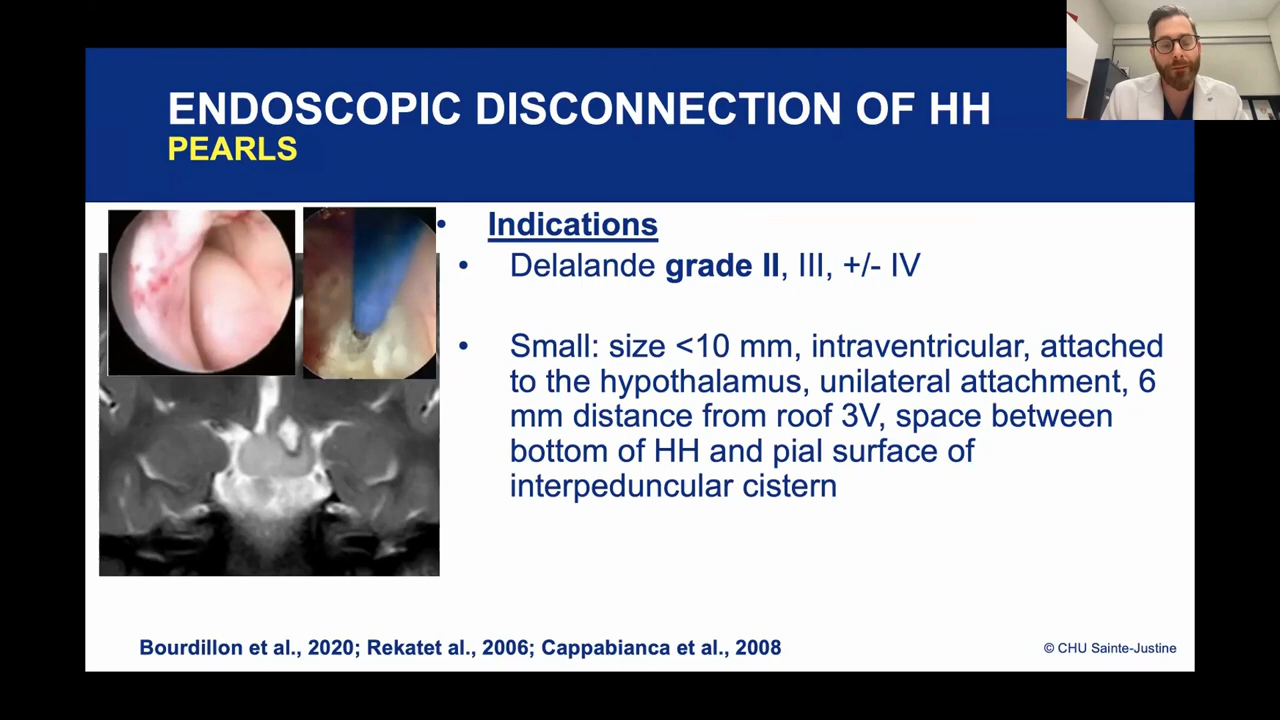 ENDOSCOPIC DISCONNECTION OF HH
PEARLS
• Indications
• Delalande grade II, III, +/- IV
• Small: size <10 mm, intraventricular, attached
to the hypothalamus, unilateral attachment, 6
mm distance from roof 3V, space between
bottom of HH and pial surface of
interpeduncular cistern
Bourdillon et al., 2020; Rekatet al., 2006; Cappabianca et al., 2008
© CHU Sainte-Justine